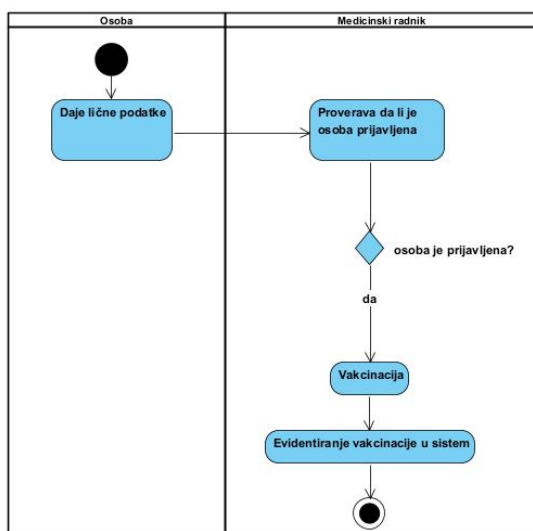 Osoba
Medicinski radnik
Daje lične podatke
Proverava da li je
osoba prijavljena
osoba je prijavljena?
da
Vakcinacija
Evidentiranje vakcinacije u sistem